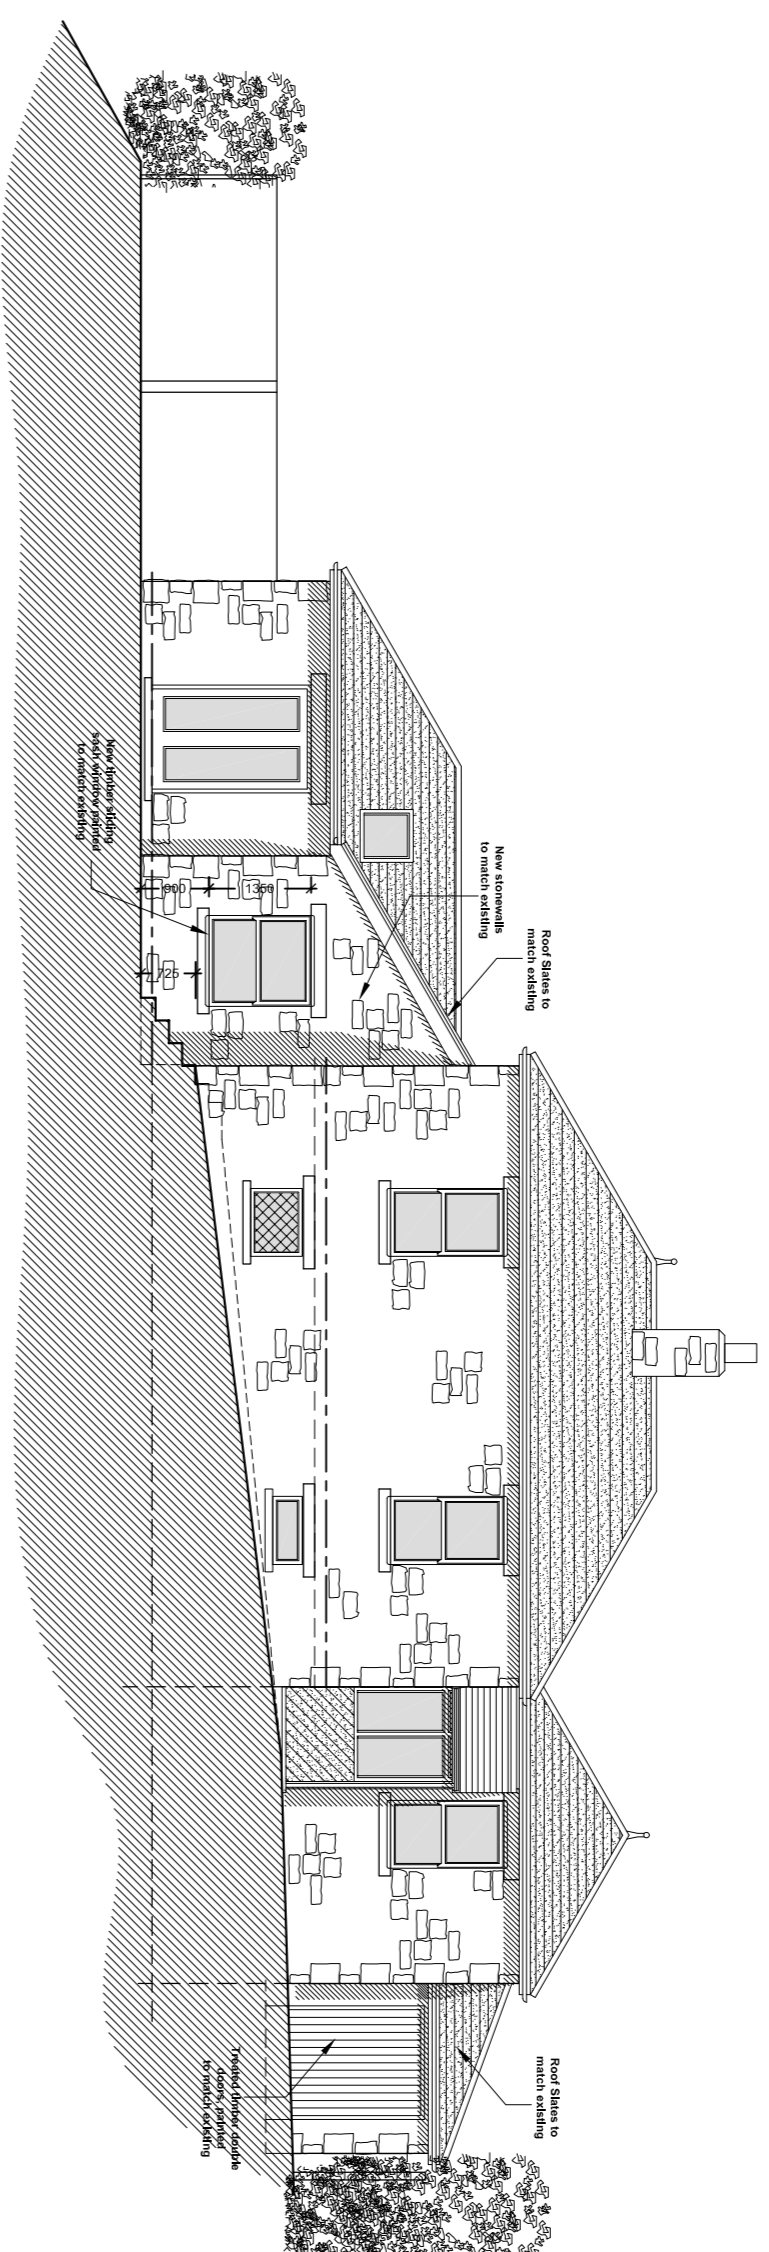 New timber sliding
sash window painted
to match existing
900
1350
725
New stonewalls
to match existing
Roof Slates to
match existing
Treated timber double
doors, painted
to match existing
Roof Slates to
match existing